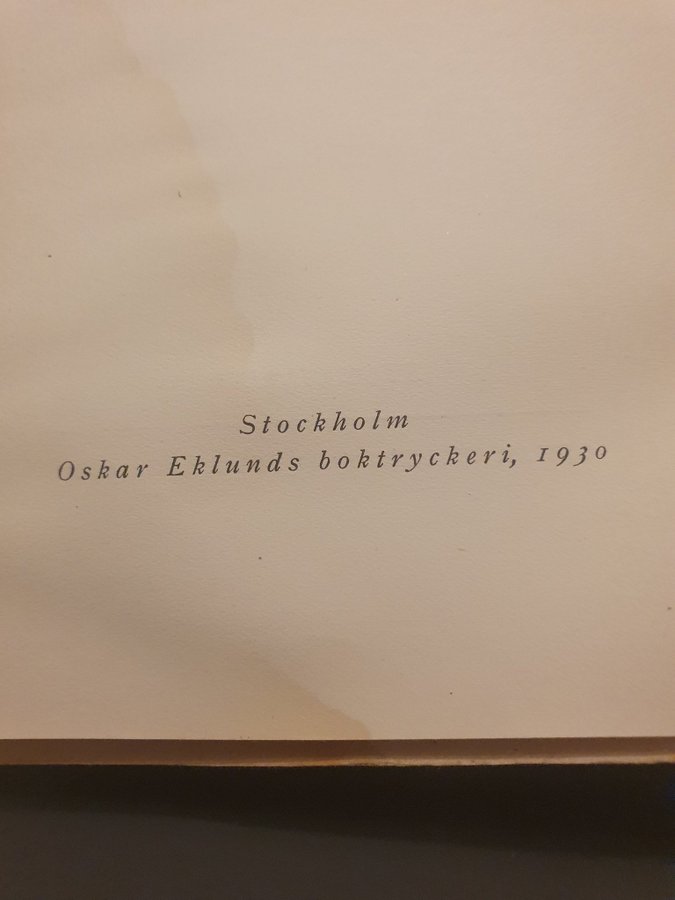 Stockholm
Oskar Eklunds boktryckeri, 1930